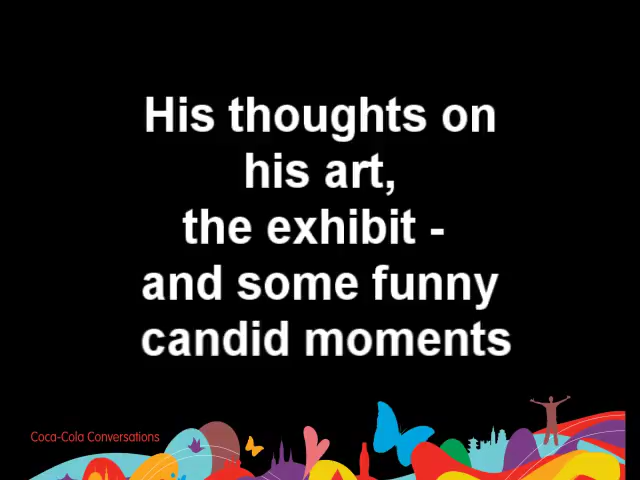 His thoughts on
his art,
the exhibit -
and some funny
candid moments
Coca-Cola Conversations